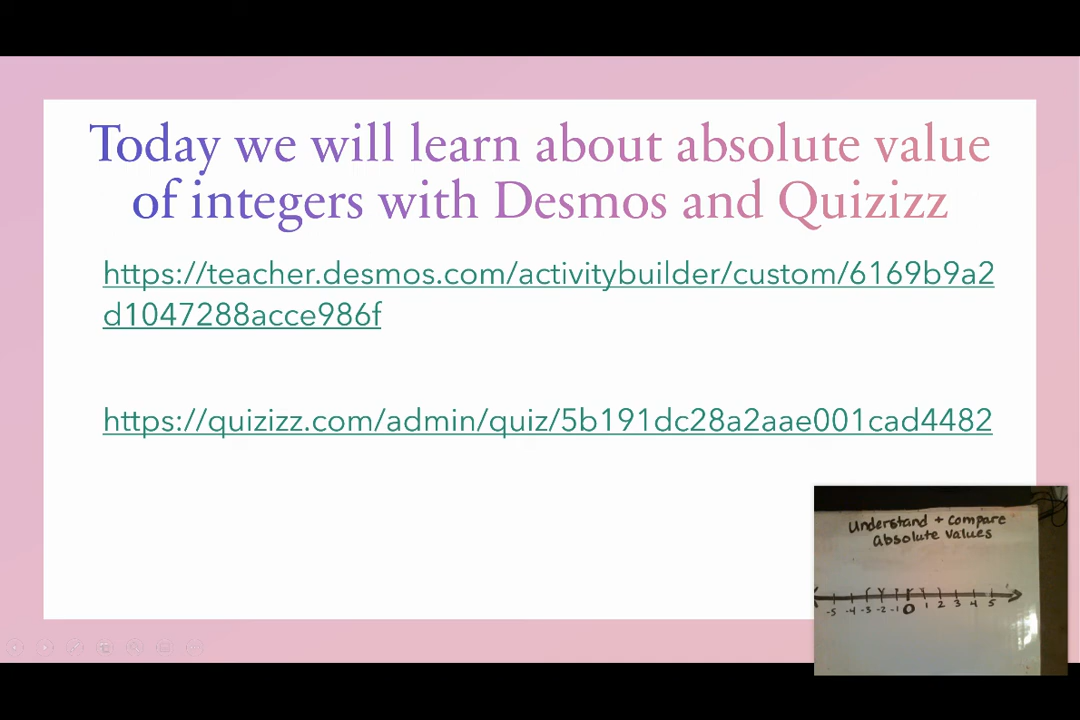 Today we will learn about absolute value
of integers with Desmos and Quizizz
https://teacher.desmos.com/activitybuilder/custom/6169b9a2
d1047288acce986f
https://quizizz.com/admin/quiz/5b191dc28a2aae001cad4482
Understand + Compare
Absolute Values
-5 -4 -3 -2 -1 0 1 2 3 4 5